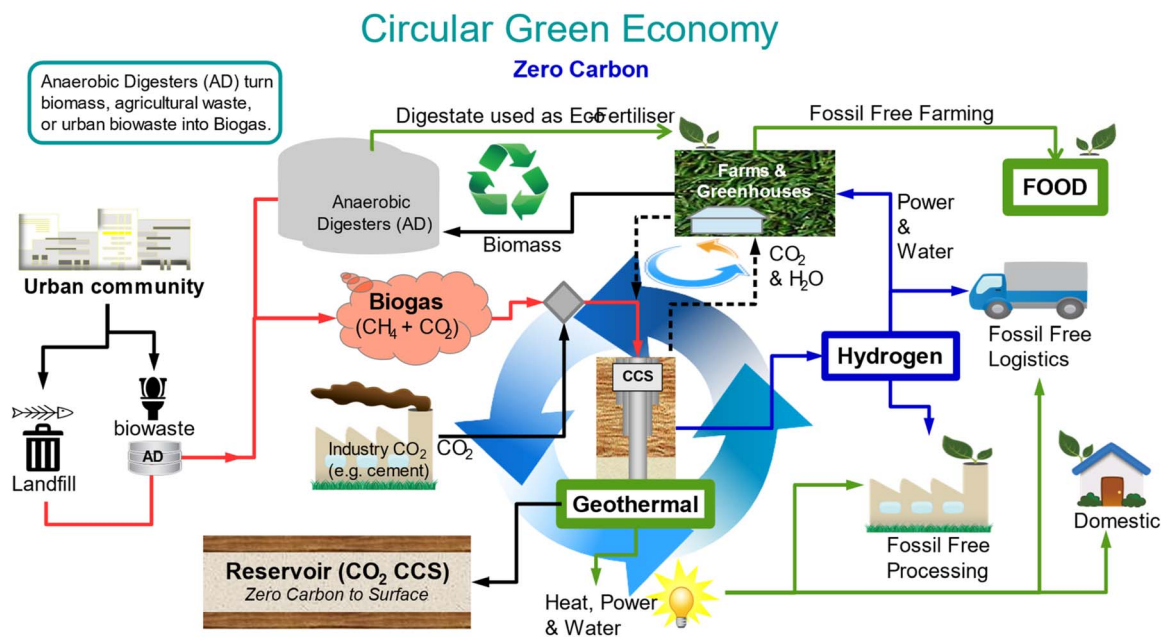 Circular Green Economy
Zero Carbon
Anaerobic Digesters (AD) turn
biomass, agricultural waste,
or urban biowaste into Biogas.
Digestate used as Eco-Fertiliser
Fossil Free Farming
Farms &
Greenhouses
FOOD
Anaerobic
Digesters (AD)
Biomass
Power
&
Water
CO2
& H2O
Urban community
Biogas
(CH4 + CO2)
Fossil Free
Logistics
Hydrogen
CCS
biowaste
AD
Landfill
Industry CO2
(e.g. cement)
CO2
Geothermal
Domestic
Fossil Free
Processing
Reservoir (CO2 CCS)
Zero Carbon to Surface
Heat, Power
& Water